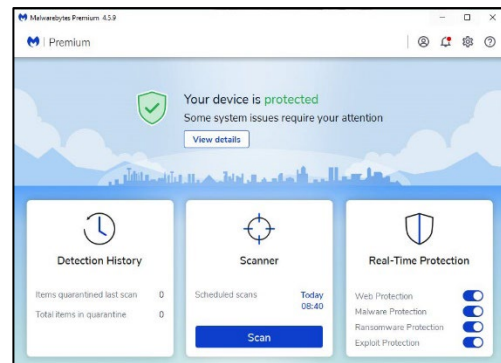 Malwarebytes Premium 4.5.9
Premium
Your device is protected
Some system issues require your attention
View details
Detection History
Items quarantined last scan 0
Total items in quarantine 0
Scanner
Scheduled scans Today
08:40
Scan
Real-Time Protection
Web Protection
Malware Protection
Ransomware Protection
Exploit Protection